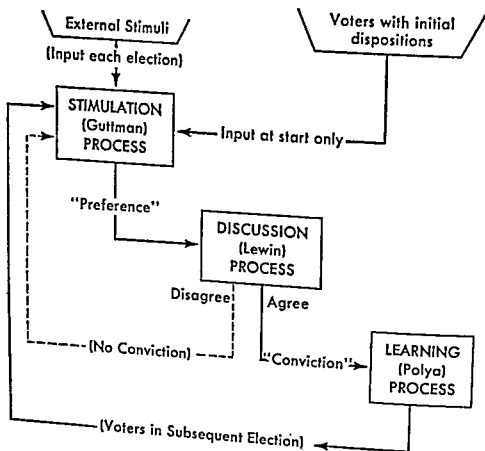 External Stimuli
Voters with initial
dispositions
(Input each election)
STIMULATION
(Guttman)
PROCESS
Input at start only
"Preference"
DISCUSSION
(Lewin)
PROCESS
Disagree
Agree
(No Conviction)
"Conviction"
LEARNING
(Polya)
PROCESS
(Voters in Subsequent Election)